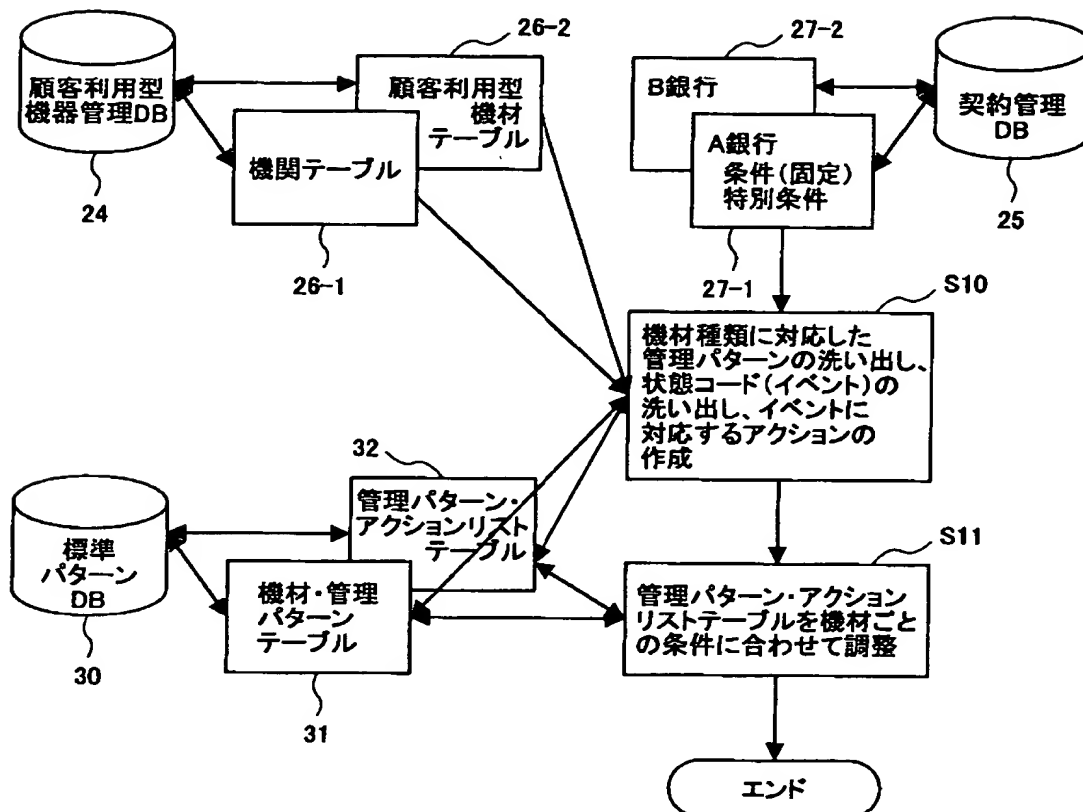 26-2
27-2
顧客利用型
機器管理DB
24
顧客利用型
機材
テーブル
機関テーブル
26-1
B銀行
A銀行
条件(固定)
特別条件
27-1
契約管理
DB
25
S10
機材種類に対応した
管理パターンの洗い出し、
状態コード(イベント)の
洗い出し、イベントに
対応するアクションの
作成
32
管理パターン・
アクションリスト
テーブル
標準
パターン
DB
30
機材・管理
パターン
テーブル
31
S11
管理パターン・アクション
リストテーブルを機材ごと
の条件に合わせて調整
エンド